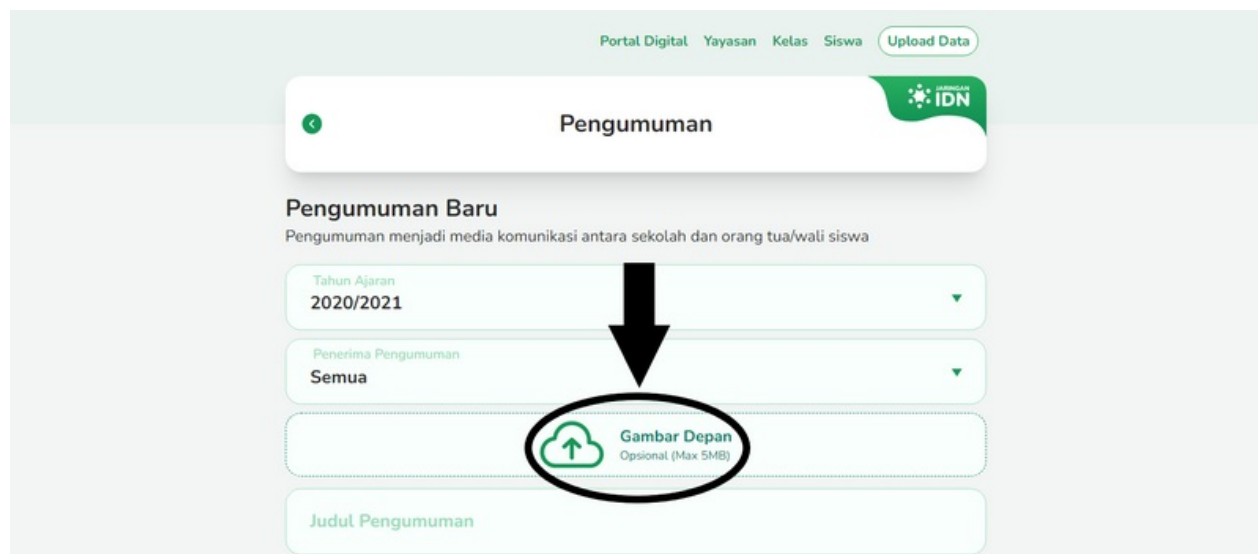 Portal Digital Yayasan Kelas Siswa Upload Data
JARINGAN
IDN
Pengumuman
Pengumuman Baru
Pengumuman menjadi media komunikasi antara sekolah dan orang tua/wali siswa
Tahun Ajaran
2020/2021
Penerima Pengumuman
Semua
Gambar Depan
Opsional (Max 5MB)
Judul Pengumuman